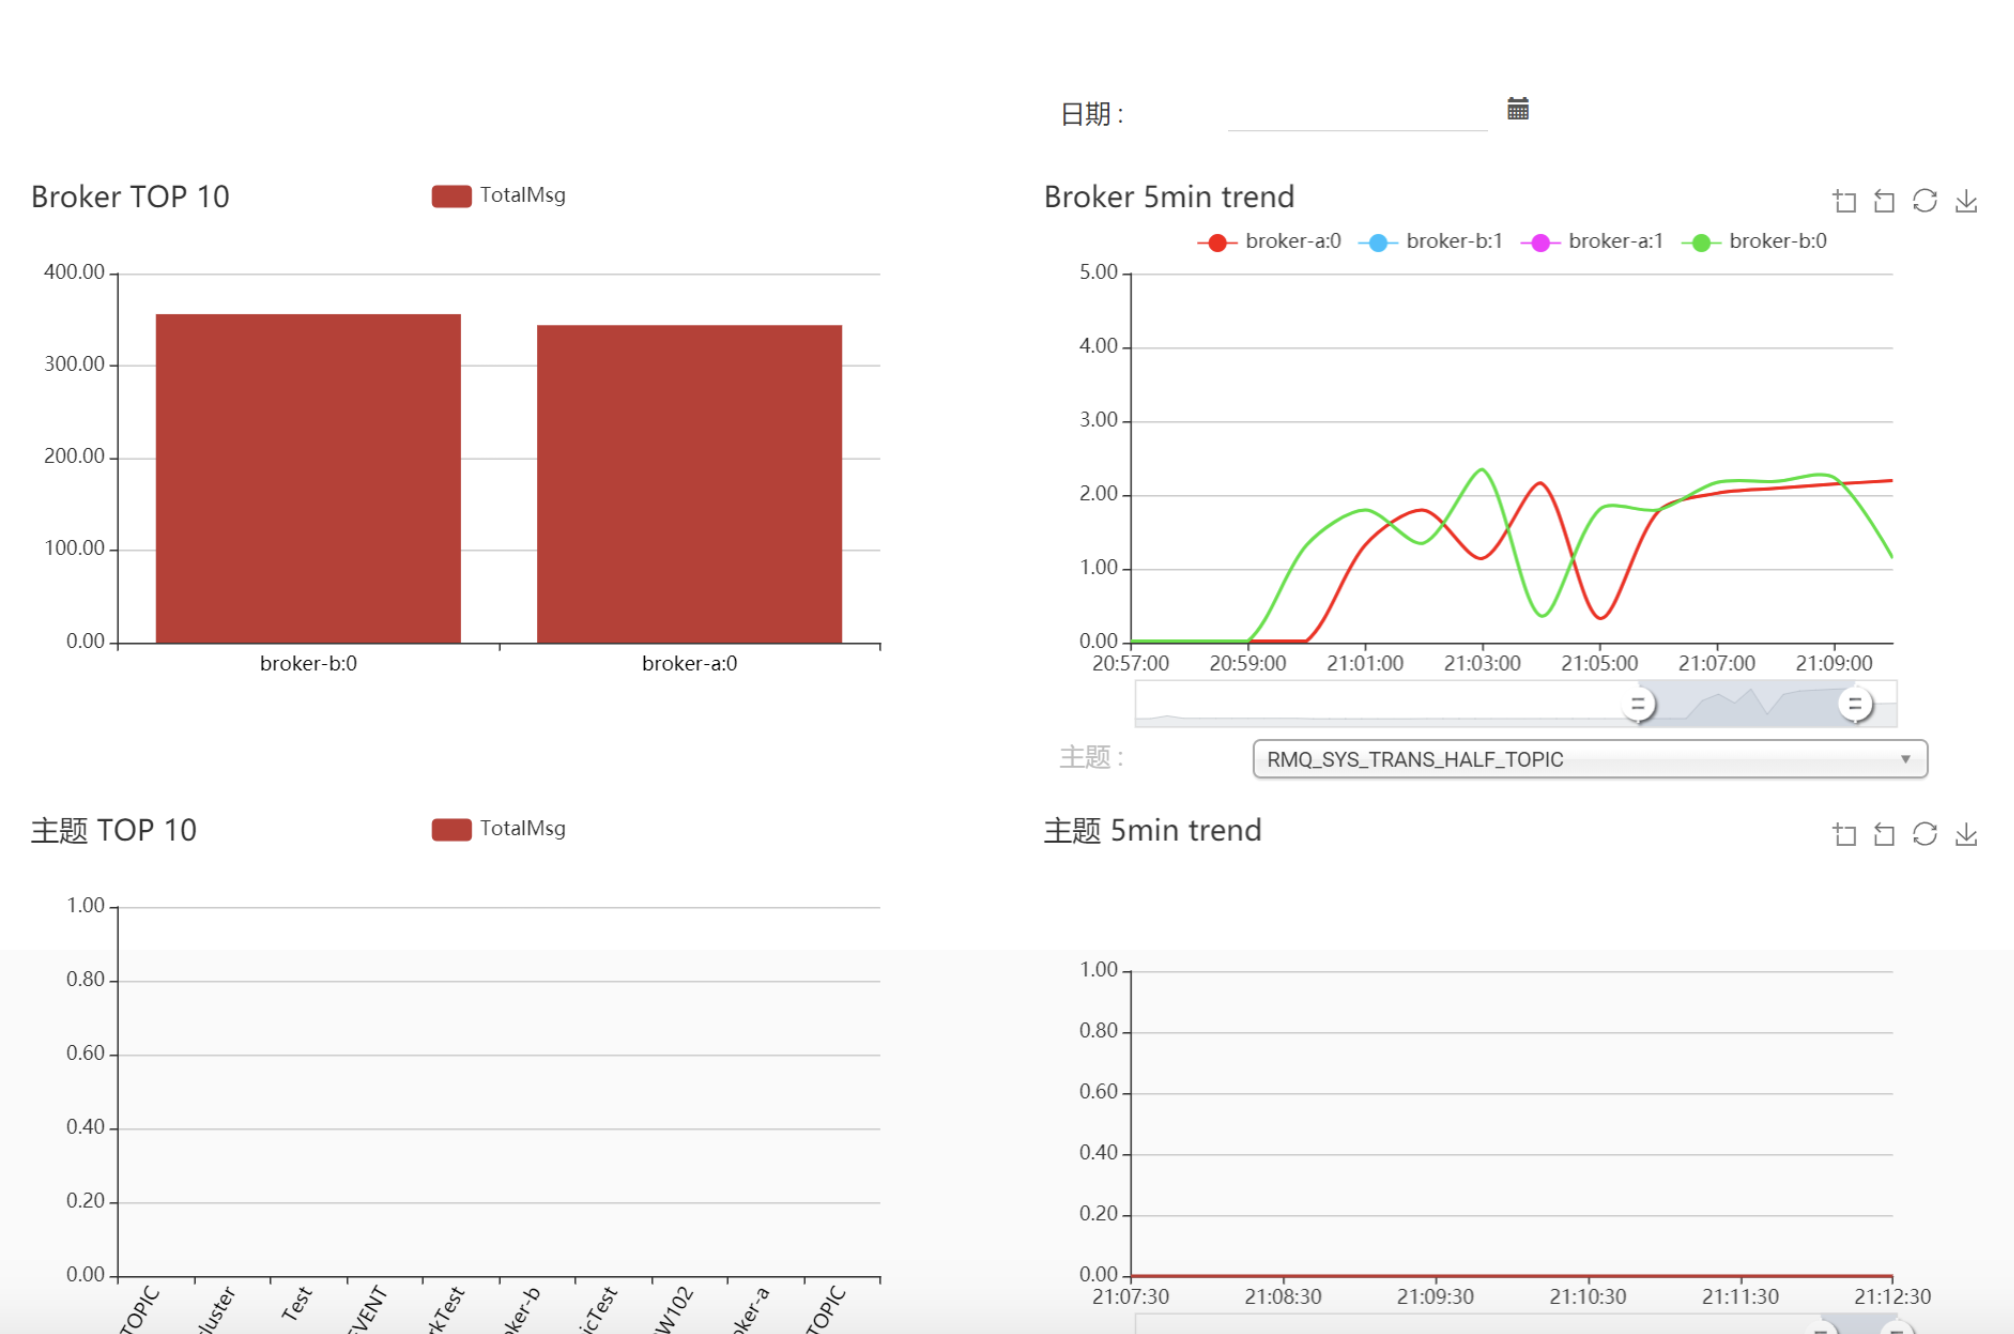 日期 :
Broker TOP 10
TotalMsg
400.00
300.00
200.00
100.00
0.00
broker-b:0 broker-a:0
Broker 5min trend
broker-a:0 broker-b:1 broker-a:1 broker-b:0
5.00
4.00
3.00
2.00
1.00
0.00
20:57:00 20:59:00 21:01:00 21:03:00 21:05:00 21:07:00 21:09:00
主题 :
RMQ_SYS_TRANS_HALF_TOPIC
主题 TOP 10
TotalMsg
1.00
0.80
0.60
0.40
0.20
0.00
TOPIC luster Test EVENT rkTest oker-b icTest W102 oker-a TOPIC
主题 5min trend
1.00
0.80
0.60
0.40
0.20
0.00
21:07:30 21:08:30 21:09:30 21:10:30 21:11:30 21:12:30